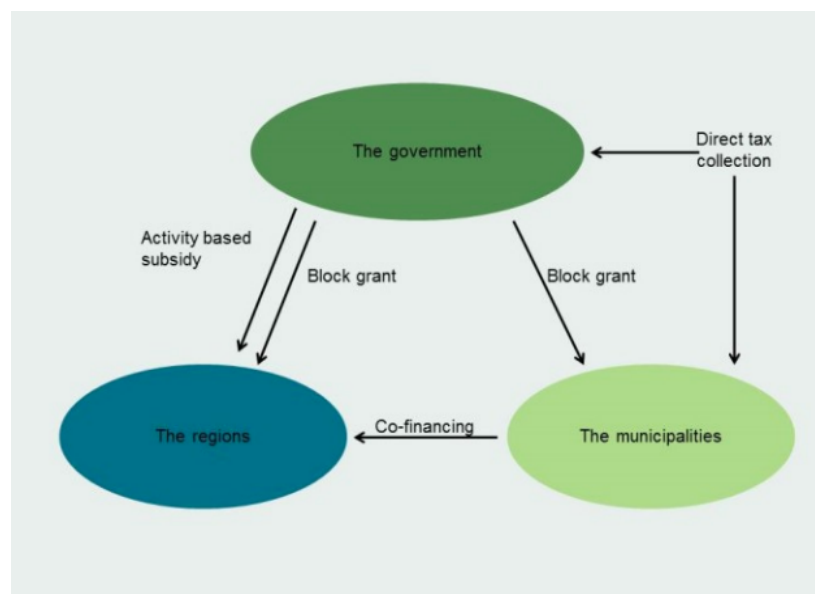 The government
Direct tax
collection
Activity based
subsidy
Block grant
Block grant
The regions
Co-financing
The municipalities